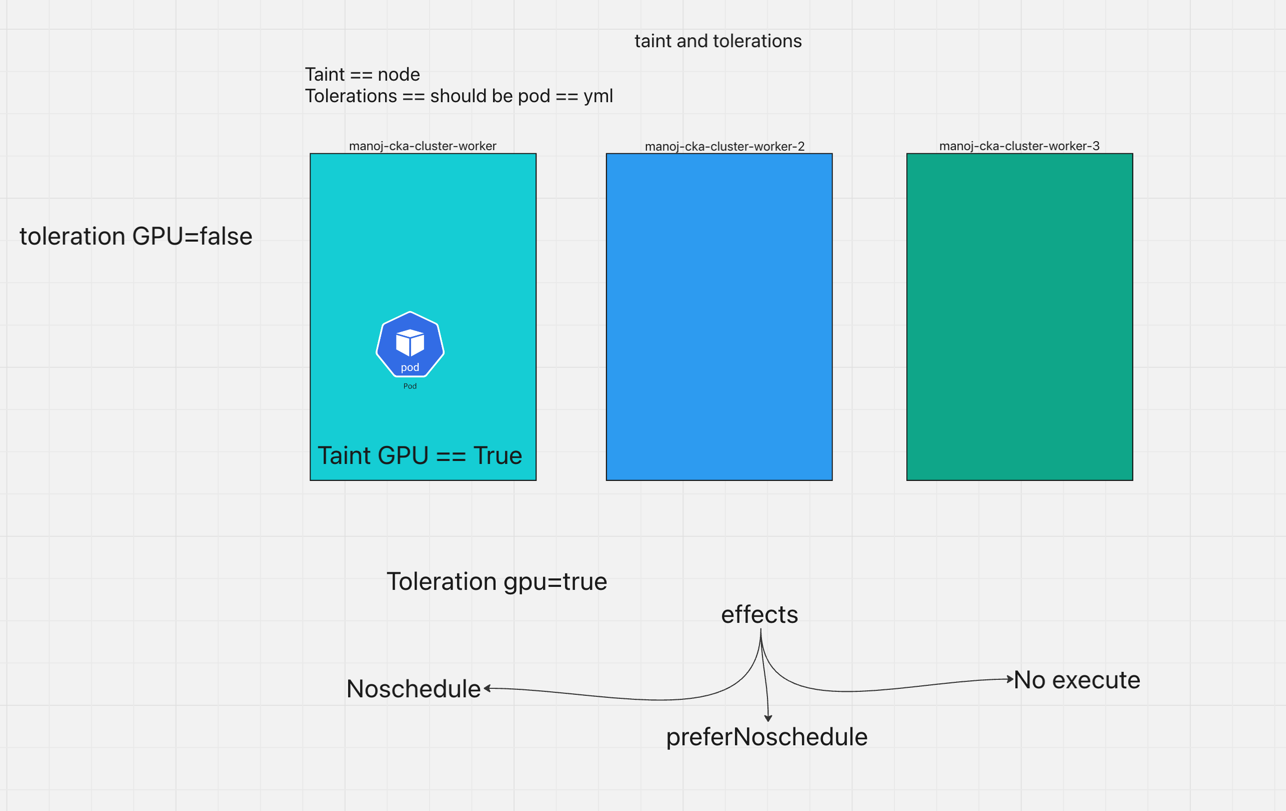 taint and tolerations
Taint == node
Tolerations == should be pod == yml
manoj-cka-cluster-worker
manoj-cka-cluster-worker-2
manoj-cka-cluster-worker-3
toleration GPU=false
pod
Pod
Taint GPU == True
Toleration gpu=true
effects
Noschedule
No execute
preferNoschedule